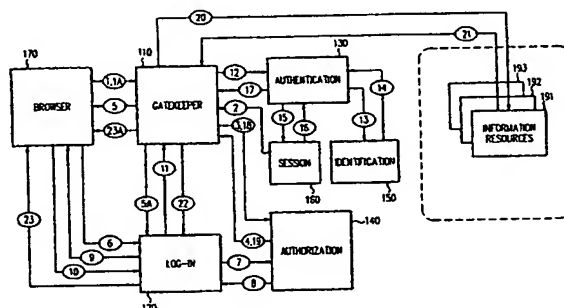 20
21
170
110
130
193
192
191
BROWSER
GATEKEEPER
AUTHENTICATION
INFORMATION
RESOURCES
1,1A
5
23A
12
17
2
3,18
14
15
16
13
SESSION
IDENTIFICATION
160
150
5A
11
22
4,19
140
23
6
9
10
LOG-IN
7
8
AUTHORIZATION
120